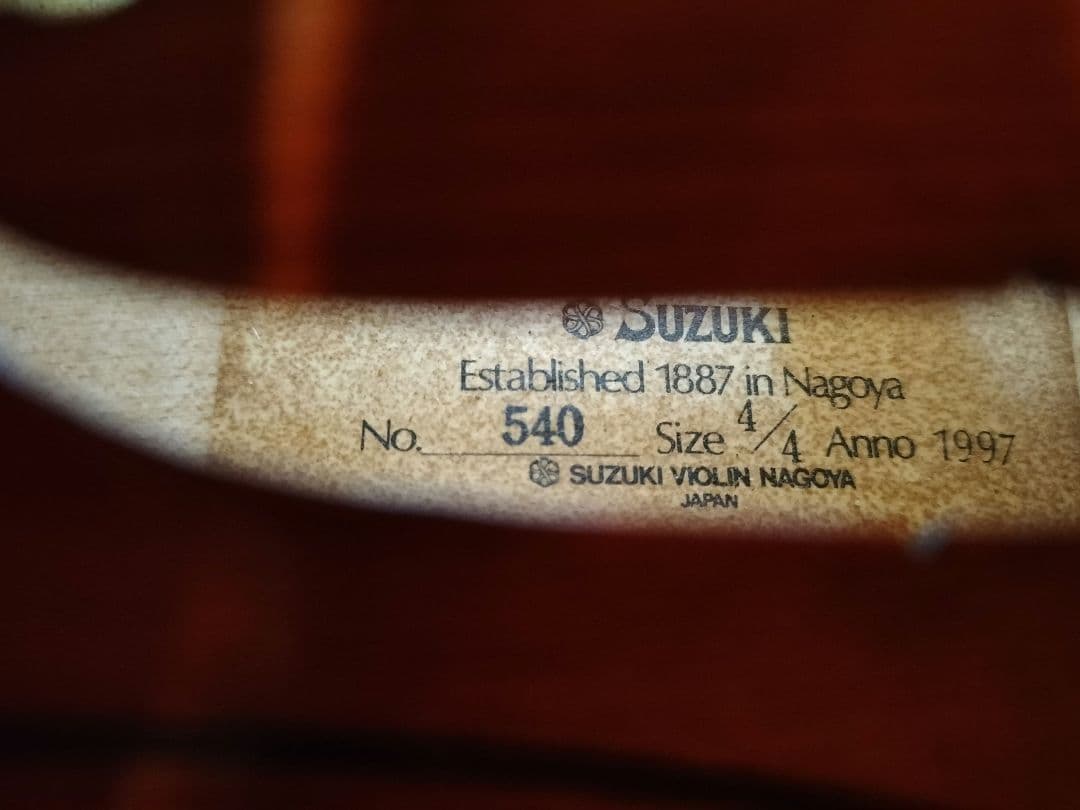 SUZUKI
Established 1887 in Nagoya
No. 540 Size 4/4 Anno 1997
SUZUKI VIOLIN NAGOYA
JAPAN